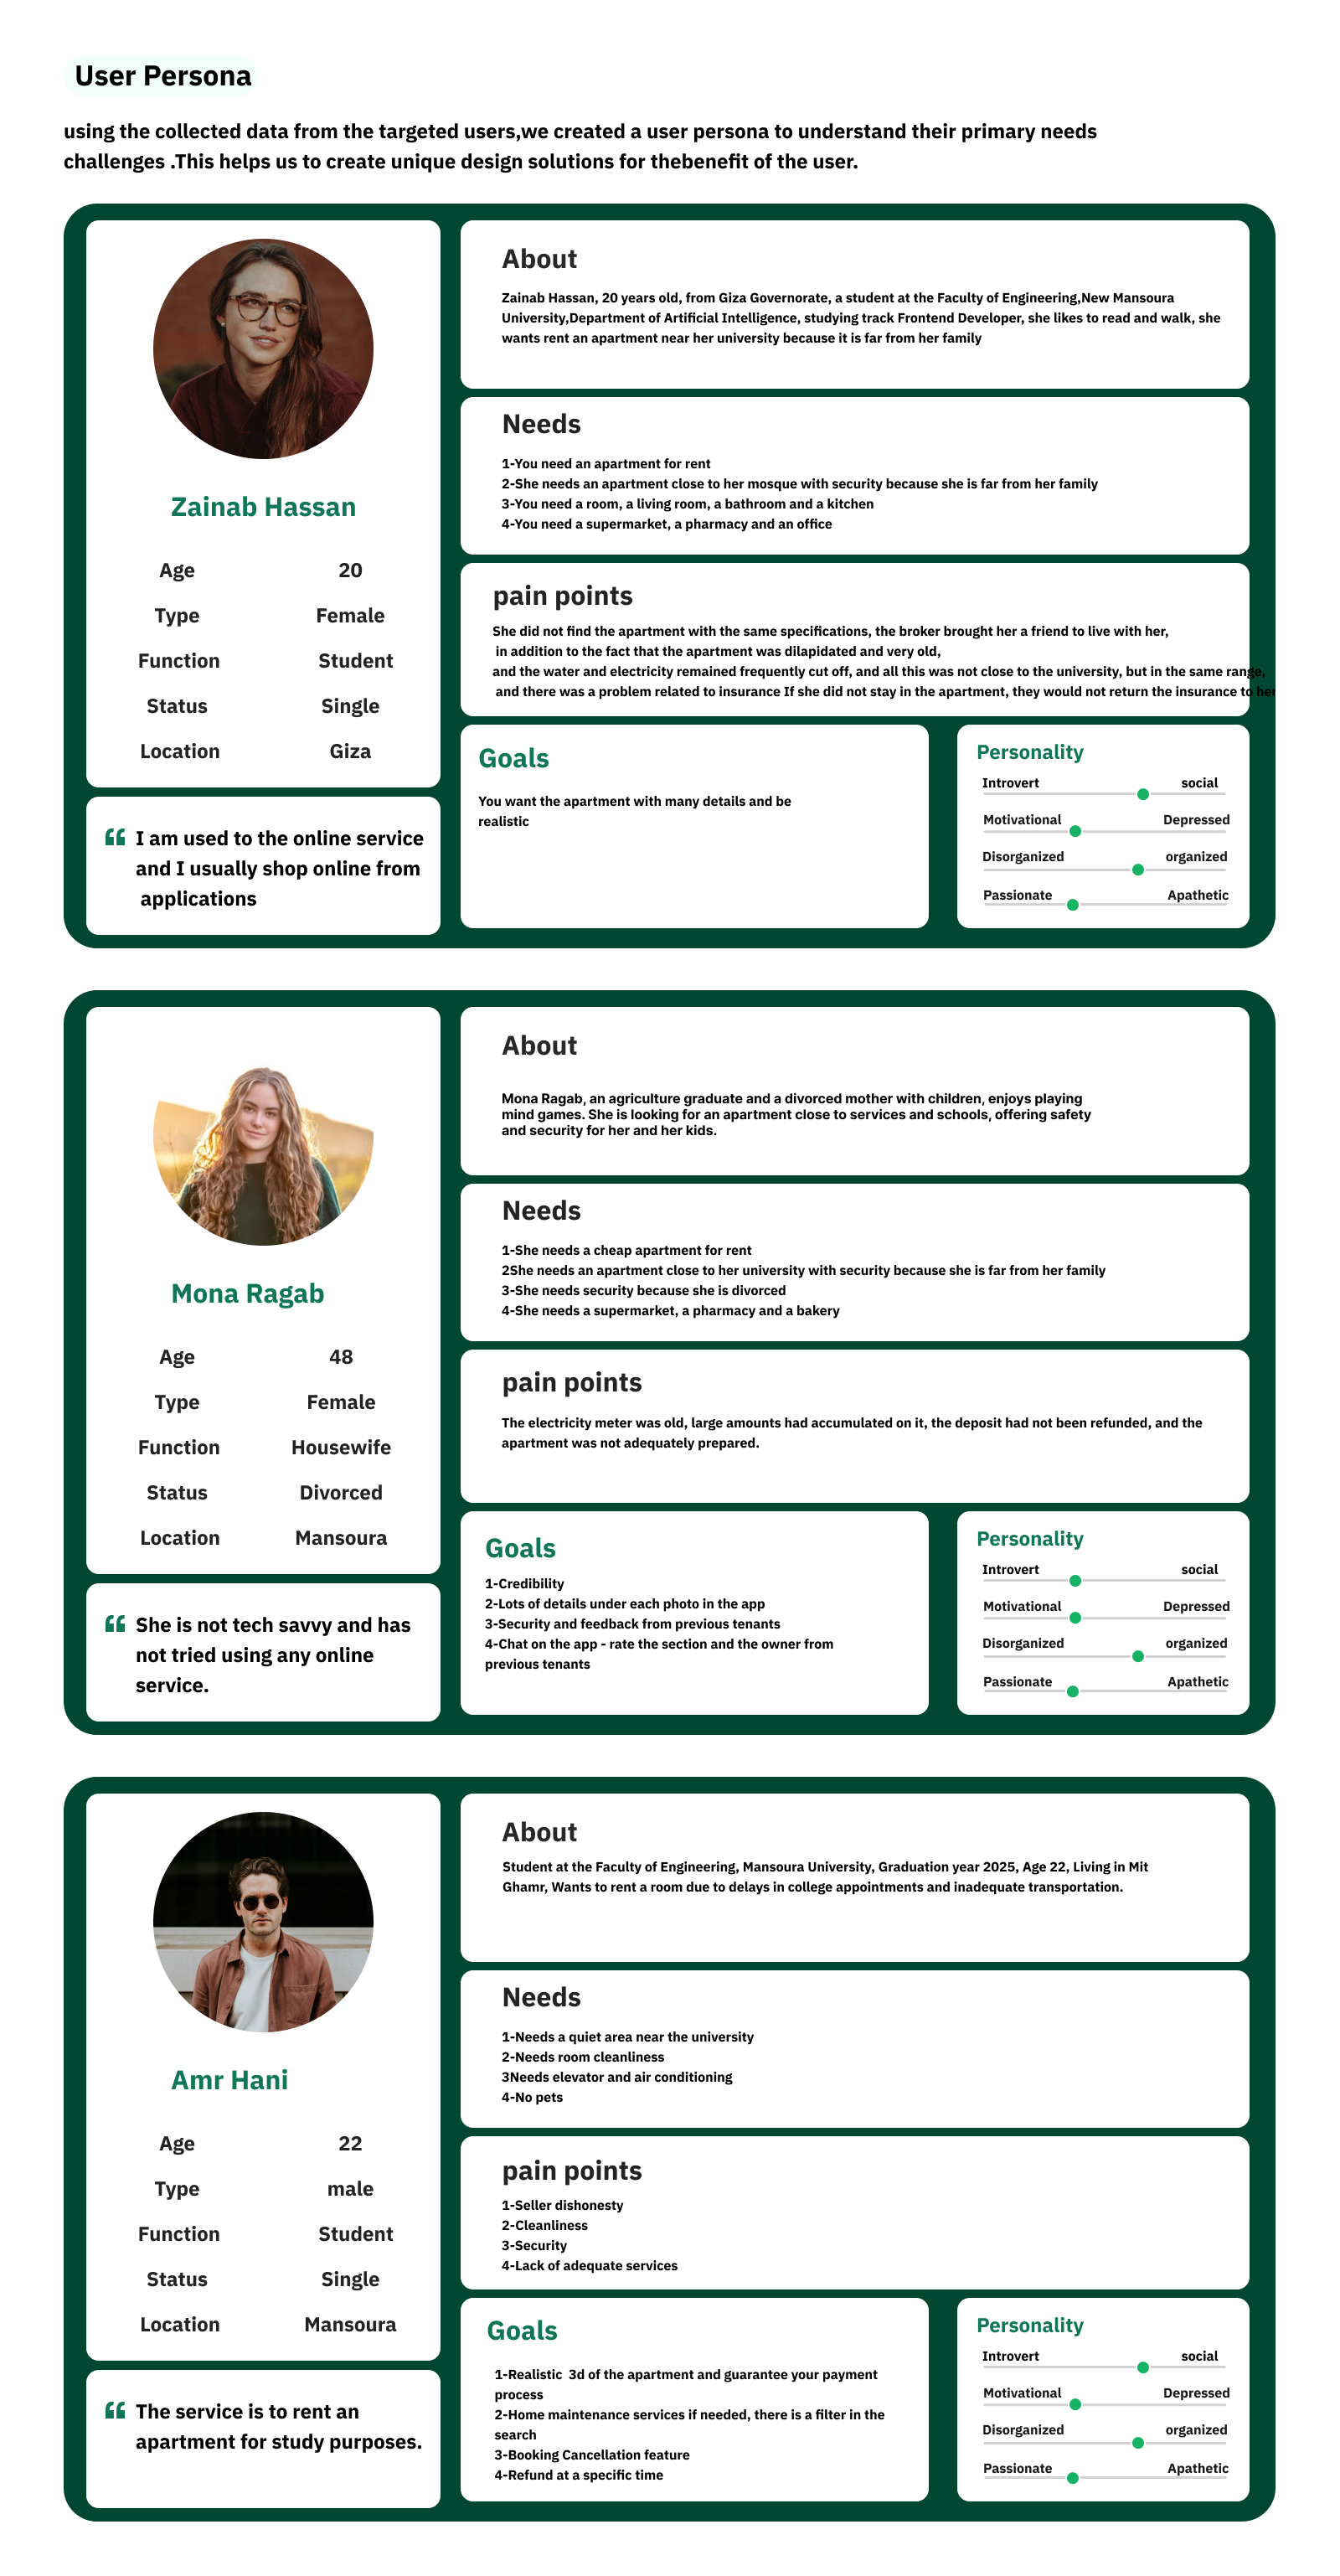 User Persona
using the collected data from the targeted users,we created a user persona to understand their primary needs
challenges .This helps us to create unique design solutions for thebenefit of the user.
Zainab Hassan
Age 20
Type Female
Function Student
Status Single
Location Giza
“ I am used to the online service
and I usually shop online from
applications
About
Zainab Hassan, 20 years old, from Giza Governorate, a student at the Faculty of Engineering,New Mansoura
University,Department of Artificial Intelligence, studying track Frontend Developer, she likes to read and walk, she
wants rent an apartment near her university because it is far from her family
Needs
1-You need an apartment for rent
2-She needs an apartment close to her mosque with security because she is far from her family
3-You need a room, a living room, a bathroom and a kitchen
4-You need a supermarket, a pharmacy and an office
pain points
She did not find the apartment with the same specifications, the broker brought her a friend to live with her,
in addition to the fact that the apartment was dilapidated and very old,
and the water and electricity remained frequently cut off, and all this was not close to the university, but in the same range,
and there was a problem related to insurance If she did not stay in the apartment, they would not return the insurance to her
Goals
You want the apartment with many details and be
realistic
Personality
Introvert social
Motivational Depressed
Disorganized organized
Passionate Apathetic
Mona Ragab
Age 48
Type Female
Function Housewife
Status Divorced
Location Mansoura
“ She is not tech savvy and has
not tried using any online
service.
About
Mona Ragab, an agriculture graduate and a divorced mother with children, enjoys playing
mind games. She is looking for an apartment close to services and schools, offering safety
and security for her and her kids.
Needs
1-She needs a cheap apartment for rent
2She needs an apartment close to her university with security because she is far from her family
3-She needs security because she is divorced
4-She needs a supermarket, a pharmacy and a bakery
pain points
The electricity meter was old, large amounts had accumulated on it, the deposit had not been refunded, and the
apartment was not adequately prepared.
Goals
1-Credibility
2-Lots of details under each photo in the app
3-Security and feedback from previous tenants
4-Chat on the app - rate the section and the owner from
previous tenants
Personality
Introvert social
Motivational Depressed
Disorganized organized
Passionate Apathetic
Amr Hani
Age 22
Type male
Function Student
Status Single
Location Mansoura
“ The service is to rent an
apartment for study purposes.
About
Student at the Faculty of Engineering, Mansoura University, Graduation year 2025, Age 22, Living in Mit
Ghamr, Wants to rent a room due to delays in college appointments and inadequate transportation.
Needs
1-Needs a quiet area near the university
2-Needs room cleanliness
3Needs elevator and air conditioning
4-No pets
pain points
1-Seller dishonesty
2-Cleanliness
3-Security
4-Lack of adequate services
Goals
1-Realistic 3d of the apartment and guarantee your payment
process
2-Home maintenance services if needed, there is a filter in the
search
3-Booking Cancellation feature
4-Refund at a specific time
Personality
Introvert social
Motivational Depressed
Disorganized organized
Passionate Apathetic